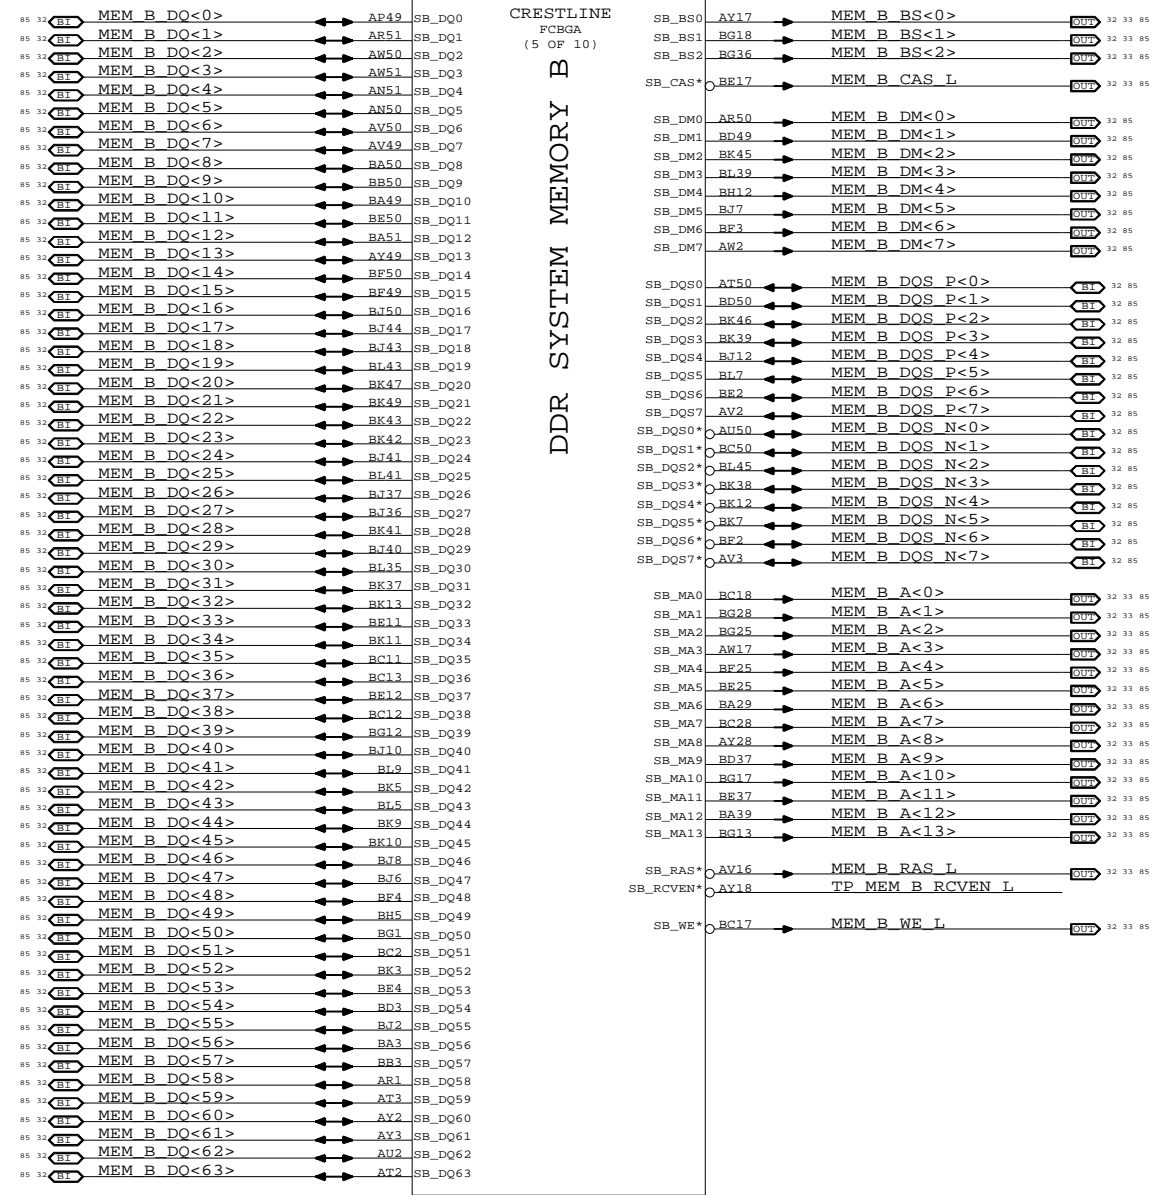 CRESTLINE
FCBGA
(5 OF 10)
DDR SYSTEM MEMORY B
85 32 BI MEM_B_DQ<0> AP49 SB_DQ0
85 32 BI MEM_B_DQ<1> AR51 SB_DQ1
85 32 BI MEM_B_DQ<2> AW50 SB_DQ2
85 32 BI MEM_B_DQ<3> AW51 SB_DQ3
85 32 BI MEM_B_DQ<4> AN51 SB_DQ4
85 32 BI MEM_B_DQ<5> AN50 SB_DQ5
85 32 BI MEM_B_DQ<6> AV50 SB_DQ6
85 32 BI MEM_B_DQ<7> AV49 SB_DQ7
85 32 BI MEM_B_DQ<8> BA50 SB_DQ8
85 32 BI MEM_B_DQ<9> BB50 SB_DQ9
85 32 BI MEM_B_DQ<10> BA49 SB_DQ10
85 32 BI MEM_B_DQ<11> BE50 SB_DQ11
85 32 BI MEM_B_DQ<12> BA51 SB_DQ12
85 32 BI MEM_B_DQ<13> AY49 SB_DQ13
85 32 BI MEM_B_DQ<14> BF50 SB_DQ14
85 32 BI MEM_B_DQ<15> BF49 SB_DQ15
85 32 BI MEM_B_DQ<16> BJ50 SB_DQ16
85 32 BI MEM_B_DQ<17> BJ44 SB_DQ17
85 32 BI MEM_B_DQ<18> BJ43 SB_DQ18
85 32 BI MEM_B_DQ<19> BL43 SB_DQ19
85 32 BI MEM_B_DQ<20> BK47 SB_DQ20
85 32 BI MEM_B_DQ<21> BK49 SB_DQ21
85 32 BI MEM_B_DQ<22> BK43 SB_DQ22
85 32 BI MEM_B_DQ<23> BK42 SB_DQ23
85 32 BI MEM_B_DQ<24> BJ41 SB_DQ24
85 32 BI MEM_B_DQ<25> BL41 SB_DQ25
85 32 BI MEM_B_DQ<26> BJ37 SB_DQ26
85 32 BI MEM_B_DQ<27> BJ36 SB_DQ27
85 32 BI MEM_B_DQ<28> BK41 SB_DQ28
85 32 BI MEM_B_DQ<29> BJ40 SB_DQ29
85 32 BI MEM_B_DQ<30> BL35 SB_DQ30
85 32 BI MEM_B_DQ<31> BK37 SB_DQ31
85 32 BI MEM_B_DQ<32> BK13 SB_DQ32
85 32 BI MEM_B_DQ<33> BE11 SB_DQ33
85 32 BI MEM_B_DQ<34> BK11 SB_DQ34
85 32 BI MEM_B_DQ<35> BC11 SB_DQ35
85 32 BI MEM_B_DQ<36> BC13 SB_DQ36
85 32 BI MEM_B_DQ<37> BE12 SB_DQ37
85 32 BI MEM_B_DQ<38> BC12 SB_DQ38
85 32 BI MEM_B_DQ<39> BG12 SB_DQ39
85 32 BI MEM_B_DQ<40> BJ10 SB_DQ40
85 32 BI MEM_B_DQ<41> BL9 SB_DQ41
85 32 BI MEM_B_DQ<42> BK5 SB_DQ42
85 32 BI MEM_B_DQ<43> BL5 SB_DQ43
85 32 BI MEM_B_DQ<44> BK9 SB_DQ44
85 32 BI MEM_B_DQ<45> BK10 SB_DQ45
85 32 BI MEM_B_DQ<46> BJ8 SB_DQ46
85 32 BI MEM_B_DQ<47> BJ6 SB_DQ47
85 32 BI MEM_B_DQ<48> BF4 SB_DQ48
85 32 BI MEM_B_DQ<49> BH5 SB_DQ49
85 32 BI MEM_B_DQ<50> BG1 SB_DQ50
85 32 BI MEM_B_DQ<51> BC2 SB_DQ51
85 32 BI MEM_B_DQ<52> BK3 SB_DQ52
85 32 BI MEM_B_DQ<53> BE4 SB_DQ53
85 32 BI MEM_B_DQ<54> BD3 SB_DQ54
85 32 BI MEM_B_DQ<55> BJ2 SB_DQ55
85 32 BI MEM_B_DQ<56> BA3 SB_DQ56
85 32 BI MEM_B_DQ<57> BB3 SB_DQ57
85 32 BI MEM_B_DQ<58> AR1 SB_DQ58
85 32 BI MEM_B_DQ<59> AT3 SB_DQ59
85 32 BI MEM_B_DQ<60> AY2 SB_DQ60
85 32 BI MEM_B_DQ<61> AY3 SB_DQ61
85 32 BI MEM_B_DQ<62> AU2 SB_DQ62
85 32 BI MEM_B_DQ<63> AT2 SB_DQ63
SB_BS0 AY17 MEM_B_BS<0> OUT 32 33 85
SB_BS1 BG18 MEM_B_BS<1> OUT 32 33 85
SB_BS2 BG36 MEM_B_BS<2> OUT 32 33 85
SB_CAS* BE17 MEM_B_CAS_L OUT 32 33 85
SB_DM0 AR50 MEM_B_DM<0> OUT 32 85
SB_DM1 BD49 MEM_B_DM<1> OUT 32 85
SB_DM2 BK45 MEM_B_DM<2> OUT 32 85
SB_DM3 BL39 MEM_B_DM<3> OUT 32 85
SB_DM4 BH12 MEM_B_DM<4> OUT 32 85
SB_DM5 BJ7 MEM_B_DM<5> OUT 32 85
SB_DM6 BF3 MEM_B_DM<6> OUT 32 85
SB_DM7 AW2 MEM_B_DM<7> OUT 32 85
SB_DQS0 AT50 MEM_B_DQS_P<0> BI 32 85
SB_DQS1 BD50 MEM_B_DQS_P<1> BI 32 85
SB_DQS2 BK46 MEM_B_DQS_P<2> BI 32 85
SB_DQS3 BK39 MEM_B_DQS_P<3> BI 32 85
SB_DQS4 BJ12 MEM_B_DQS_P<4> BI 32 85
SB_DQS5 BL7 MEM_B_DQS_P<5> BI 32 85
SB_DQS6 BE2 MEM_B_DQS_P<6> BI 32 85
SB_DQS7 AV2 MEM_B_DQS_P<7> BI 32 85
SB_DQS0* AU50 MEM_B_DQS_N<0> BI 32 85
SB_DQS1* BC50 MEM_B_DQS_N<1> BI 32 85
SB_DQS2* BL45 MEM_B_DQS_N<2> BI 32 85
SB_DQS3* BK38 MEM_B_DQS_N<3> BI 32 85
SB_DQS4* BK12 MEM_B_DQS_N<4> BI 32 85
SB_DQS5* BK7 MEM_B_DQS_N<5> BI 32 85
SB_DQS6* BF2 MEM_B_DQS_N<6> BI 32 85
SB_DQS7* AV3 MEM_B_DQS_N<7> BI 32 85
SB_MA0 BC18 MEM_B_A<0> OUT 32 33 85
SB_MA1 BG28 MEM_B_A<1> OUT 32 33 85
SB_MA2 BG25 MEM_B_A<2> OUT 32 33 85
SB_MA3 AW17 MEM_B_A<3> OUT 32 33 85
SB_MA4 BF25 MEM_B_A<4> OUT 32 33 85
SB_MA5 BE25 MEM_B_A<5> OUT 32 33 85
SB_MA6 BA29 MEM_B_A<6> OUT 32 33 85
SB_MA7 BC28 MEM_B_A<7> OUT 32 33 85
SB_MA8 AY28 MEM_B_A<8> OUT 32 33 85
SB_MA9 BD37 MEM_B_A<9> OUT 32 33 85
SB_MA10 BG17 MEM_B_A<10> OUT 32 33 85
SB_MA11 BE37 MEM_B_A<11> OUT 32 33 85
SB_MA12 BA39 MEM_B_A<12> OUT 32 33 85
SB_MA13 BG13 MEM_B_A<13> OUT 32 33 85
SB_RAS* AV16 MEM_B_RAS_L OUT 32 33 85
SB_RCVEN* AY18 TP_MEM_B_RCVEN_L
SB_WE* BC17 MEM_B_WE_L OUT 32 33 85